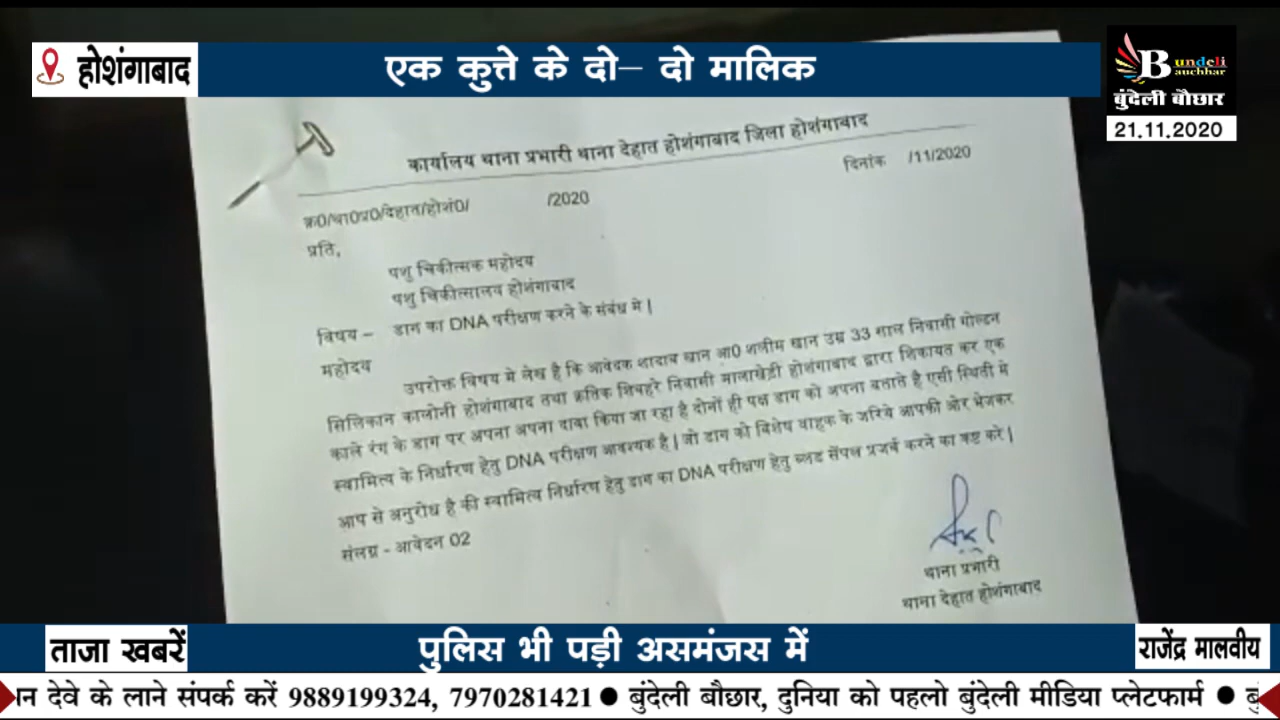 होशंगाबाद
एक कुत्ते के दो– दो मालिक
Bundeli
Bauchhar
बुंदेली बौछार
21.11.2020
कार्यालय थाना प्रभारी थाना देहात होशंगाबाद जिला होशंगाबाद
क्र0/था0प्र0/देहात/होशं0/ /2020
दिनांक /11/2020
प्रति,
पशु चिकीत्सक महोदय
पशु चिकीत्सालय होशंगाबाद
विषय – डाग का DNA परीक्षण करने के संबंध मे |
महोदय
उपरोक्त विषय मे लेख है कि आवेदक शादाब खान आ0 शलीम खान उम्र 33 साल निवासी गोल्डन
सिलिकान कालोनी होशंगाबाद तथा क्रतिक शिवहरे निवासी मालाखेड़ी होशंगाबाद द्वारा शिकायत कर एक
काले रंग के डाग पर अपना अपना दावा किया जा रहा है दोनों ही पक्ष डाग को अपना बताते है एसी स्थिती मे
स्वामित्य के निर्धारण हेतु DNA परीक्षण आवश्यक है | जो डाग को विशेष वाहक के जरिये आपकी ओर भेजकर
आप से अनुरोध है की स्वामित्य निर्धारण हेतु डाग का DNA परीक्षण हेतु ब्लड सेंपल प्रजर्व करने का कष्ट करे |
संलग्न - आवेदन 02
थाना प्रभारी
थाना देहात होशंगाबाद
ताजा खबरें
पुलिस भी पड़ी असमंजस में
राजेंद्र मालवीय
न देवे के लाने संपर्क करें 9889199324, 7970281421 ● बुंदेली बौछार, दुनिया को पहलो बुंदेली मीडिया प्लेटफार्म ●